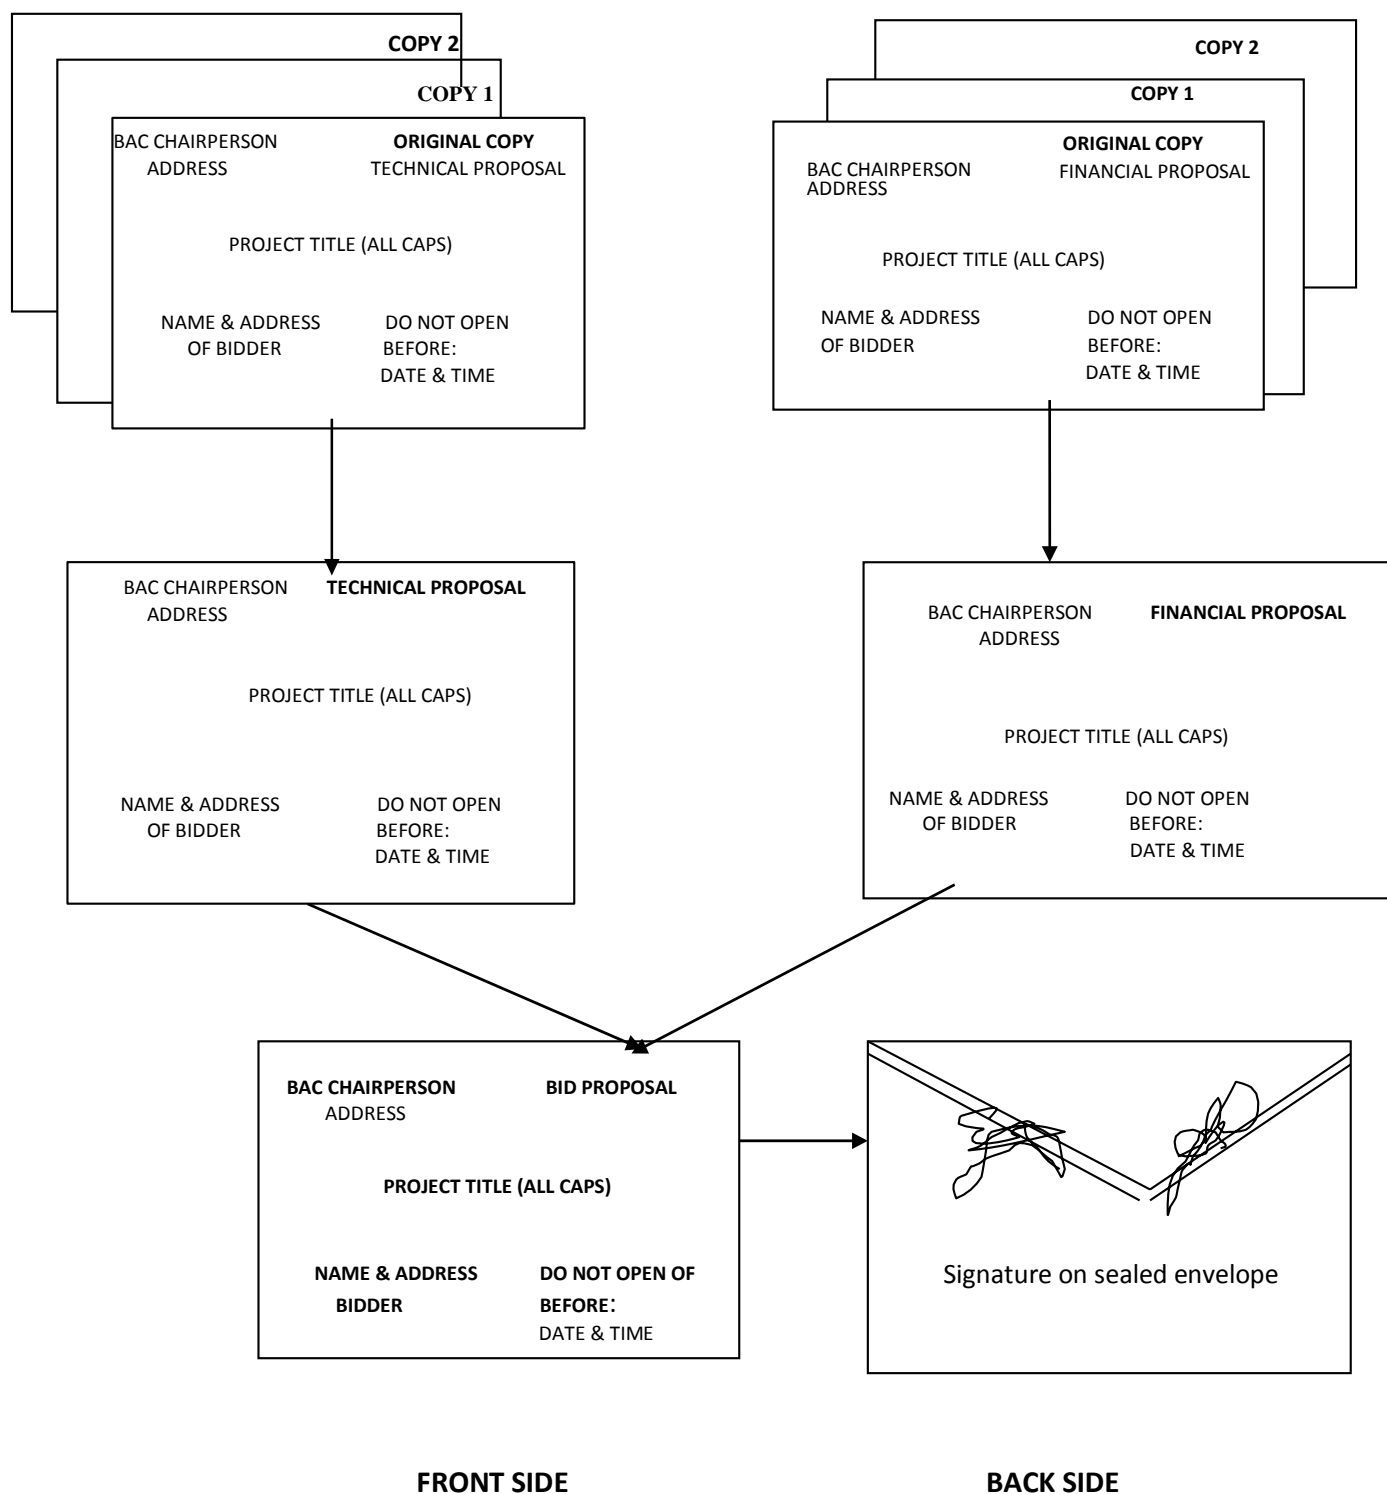 COPY 2
COPY 1
BAC CHAIRPERSON ORIGINAL COPY
ADDRESS TECHNICAL PROPOSAL
PROJECT TITLE (ALL CAPS)
NAME & ADDRESS DO NOT OPEN
OF BIDDER BEFORE:
DATE & TIME
COPY 2
COPY 1
ORIGINAL COPY
BAC CHAIRPERSON FINANCIAL PROPOSAL
ADDRESS
PROJECT TITLE (ALL CAPS)
NAME & ADDRESS DO NOT OPEN
OF BIDDER BEFORE:
DATE & TIME
BAC CHAIRPERSON TECHNICAL PROPOSAL
ADDRESS
PROJECT TITLE (ALL CAPS)
NAME & ADDRESS DO NOT OPEN
OF BIDDER BEFORE:
DATE & TIME
BAC CHAIRPERSON FINANCIAL PROPOSAL
ADDRESS
PROJECT TITLE (ALL CAPS)
NAME & ADDRESS DO NOT OPEN
OF BIDDER BEFORE:
DATE & TIME
BAC CHAIRPERSON BID PROPOSAL
ADDRESS
PROJECT TITLE (ALL CAPS)
NAME & ADDRESS DO NOT OPEN OF
BIDDER BEFORE:
DATE & TIME
Signature on sealed envelope
FRONT SIDE BACK SIDE